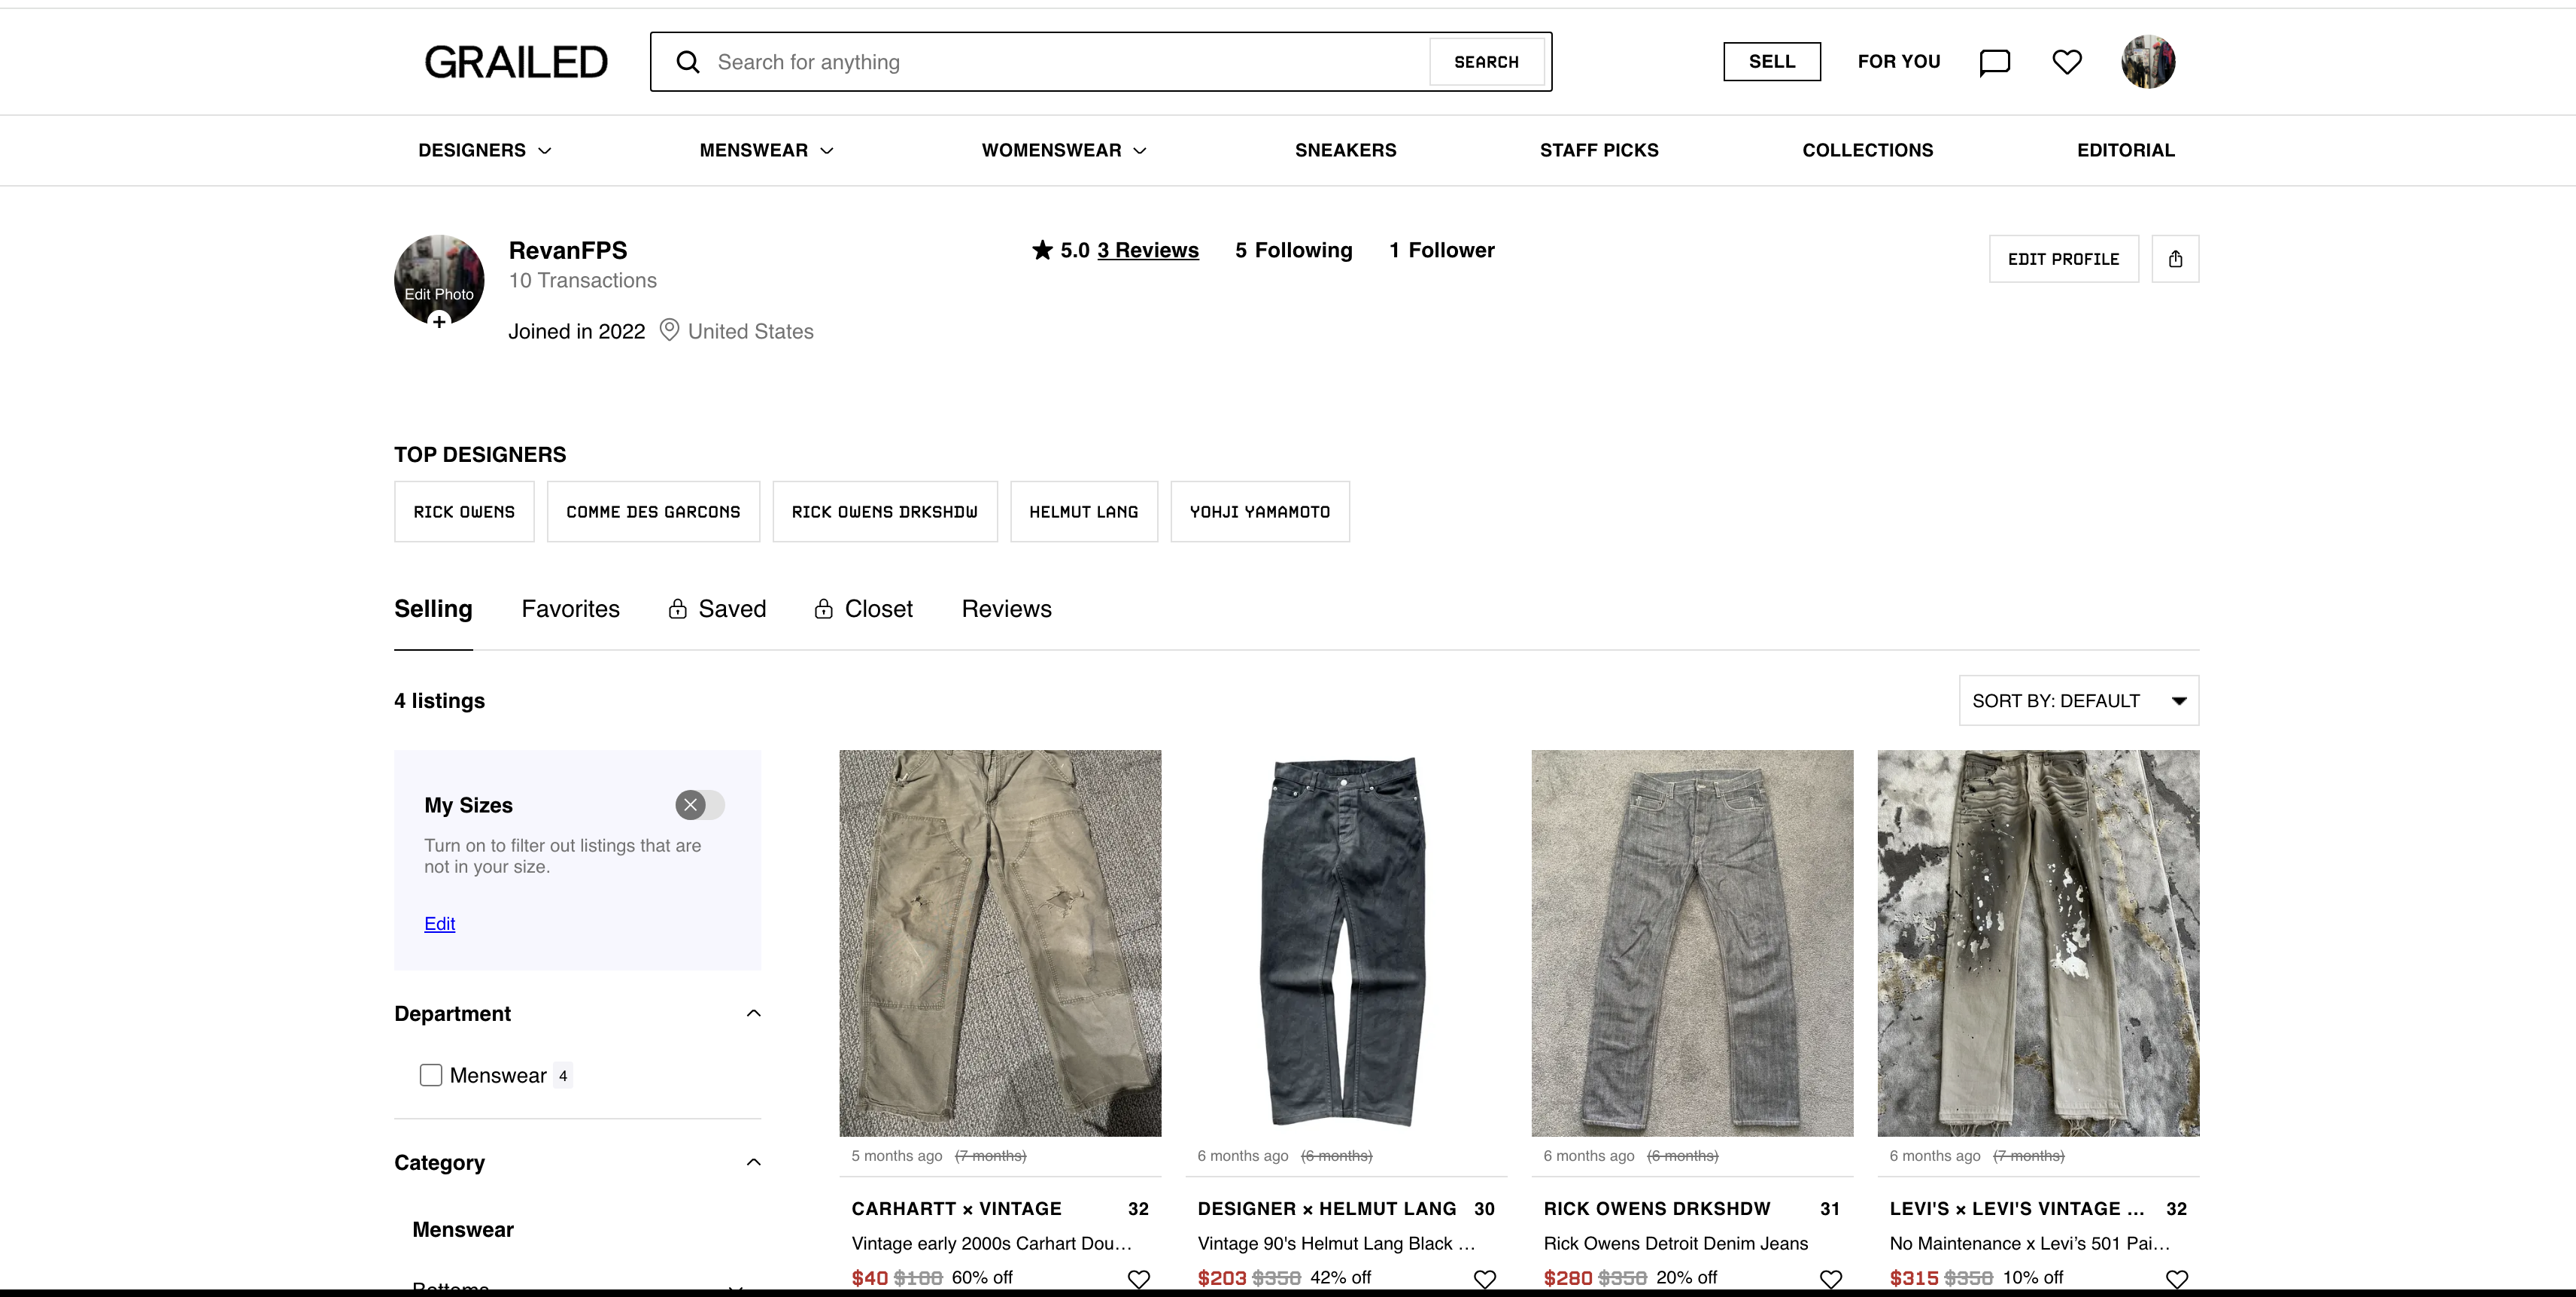 GRAILED
Search for anything
SEARCH
SELL
FOR YOU
DESIGNERS
MENSWEAR
WOMENSWEAR
SNEAKERS
STAFF PICKS
COLLECTIONS
EDITORIAL
Edit Photo
RevanFPS
10 Transactions
Joined in 2022 United States
5.0 3 Reviews 5 Following 1 Follower
EDIT PROFILE
TOP DESIGNERS
RICK OWENS
COMME DES GARCONS
RICK OWENS DRKSHDW
HELMUT LANG
YOHJI YAMAMOTO
Selling
Favorites
Saved
Closet
Reviews
4 listings
SORT BY: DEFAULT
My Sizes
Turn on to filter out listings that are
not in your size.
Edit
Department
Menswear 4
Category
Menswear
Bottoms
5 months ago (7 months)
CARHARTT × VINTAGE 32
Vintage early 2000s Carhart Dou…
$40 $100 60% off
6 months ago (6 months)
DESIGNER × HELMUT LANG 30
Vintage 90's Helmut Lang Black …
$203 $350 42% off
6 months ago (6 months)
RICK OWENS DRKSHDW 31
Rick Owens Detroit Denim Jeans
$280 $350 20% off
6 months ago (7 months)
LEVI'S × LEVI'S VINTAGE ... 32
No Maintenance x Levi’s 501 Pai…
$315 $350 10% off